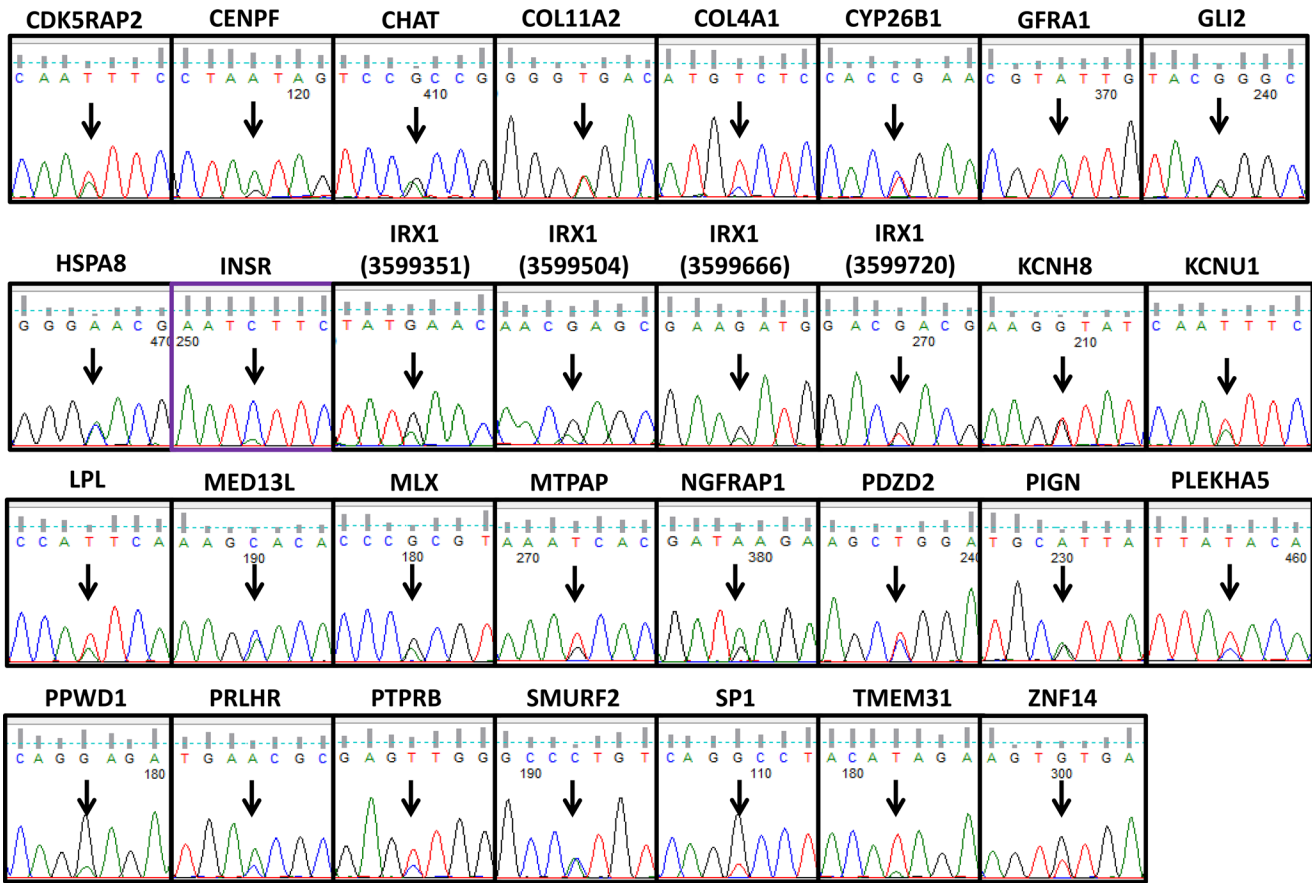 CDK5RAP2 CENPF CHAT COL11A2 COL4A1 CYP26B1 GFRA1 GLI2
C A A T T T C C T A A T A G T C C G C C G G G G T G A C A T G T C T C C A C C G A A C G T A T T G T A C G G G C
120 410 370 240
HSPA8 INSR IRX1 (3599351) IRX1 (3599504) IRX1 (3599666) IRX1 (3599720) KCNH8 KCNU1
G G G A A C G A A T C T T C T A T G A A C A A C G A G C G A A G A T G G A C G A C G A A G G T A T C A A T T T C
470 250 270 210
LPL MED13L MLX MTPAP NGFRAP1 PDZD2 PIGN PLEKHA5
C C A T T C A A A G C A C A C C C G C G T A A A T C A C G A T A A G A A G C T G G A T G C A T T A T T A T A C A
190 180 270 380 240 230 460
PPWD1 PRLHR PTPRB SMURF2 SP1 TMEM31 ZNF14
C A G G A G A T G A A C G C G A G T T G G G C C C T G T C A G G C C T A C A T A G A A G T G T G A
180 190 110 180 300